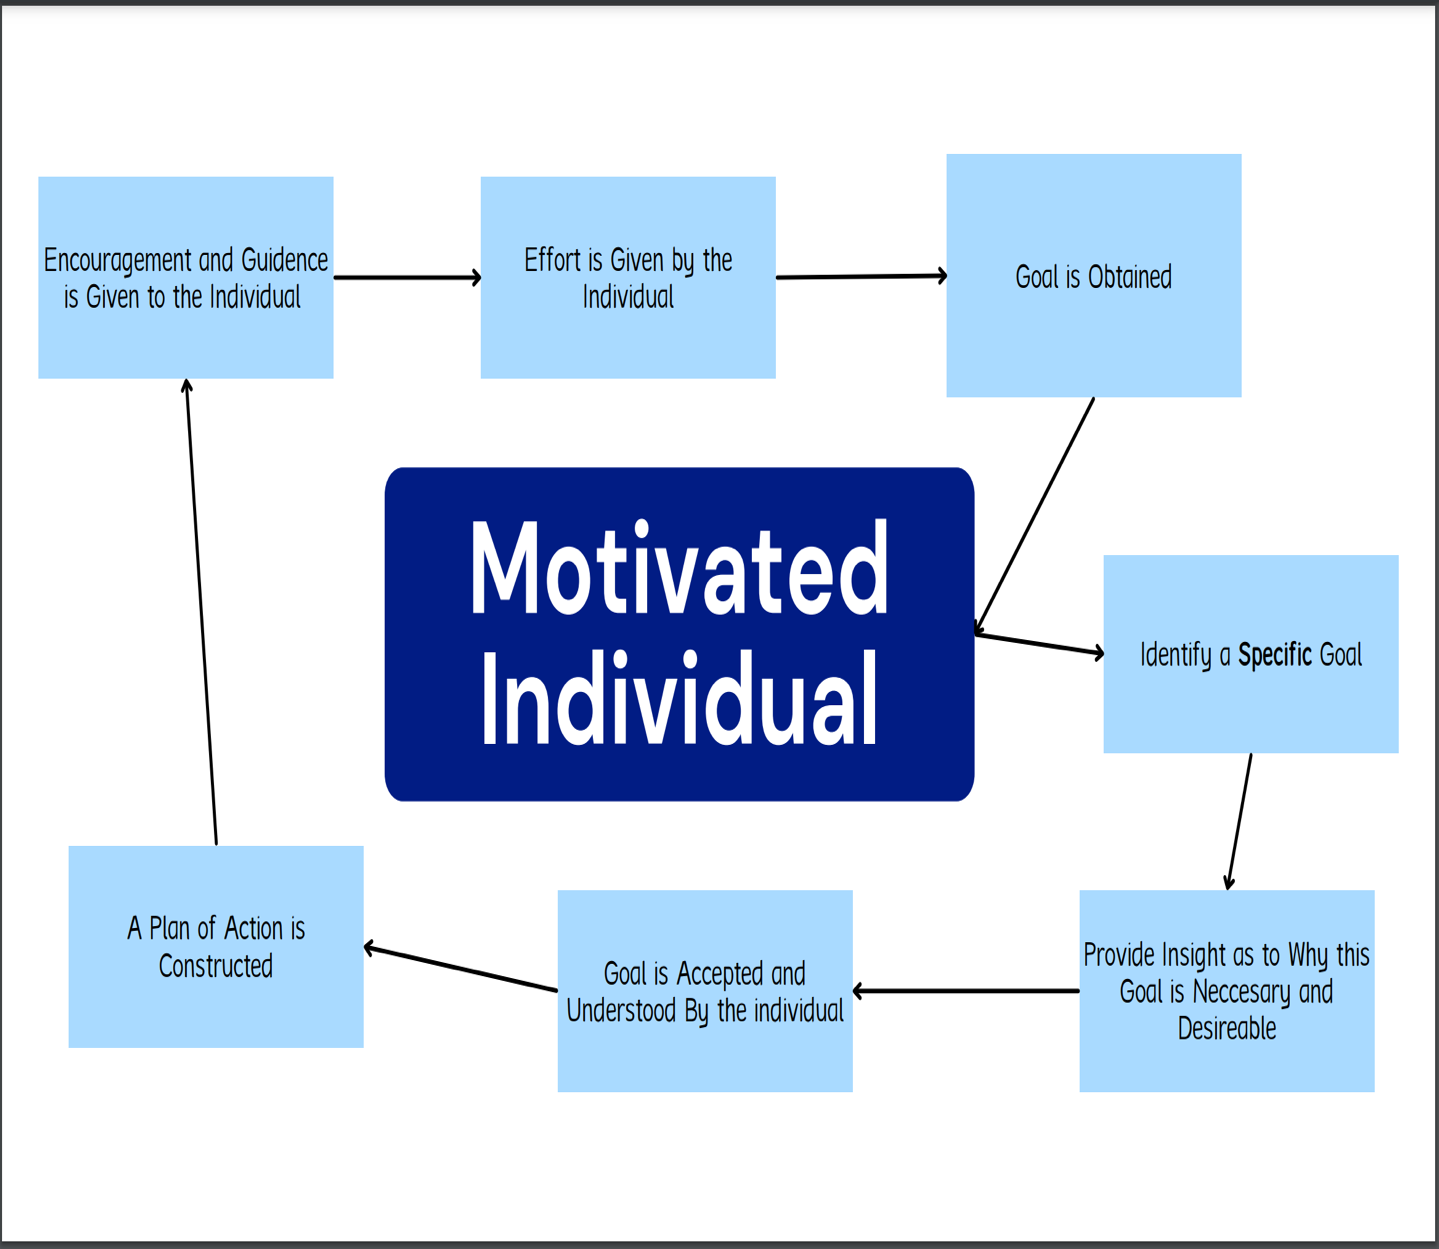 Encouragement and Guidence
is Given to the Individual
Effort is Given by the
Individual
Goal is Obtained
Motivated
Individual
Identify a Specific Goal
Provide Insight as to Why this
Goal is Neccesary and
Desireable
Goal is Accepted and
Understood By the individual
A Plan of Action is
Constructed